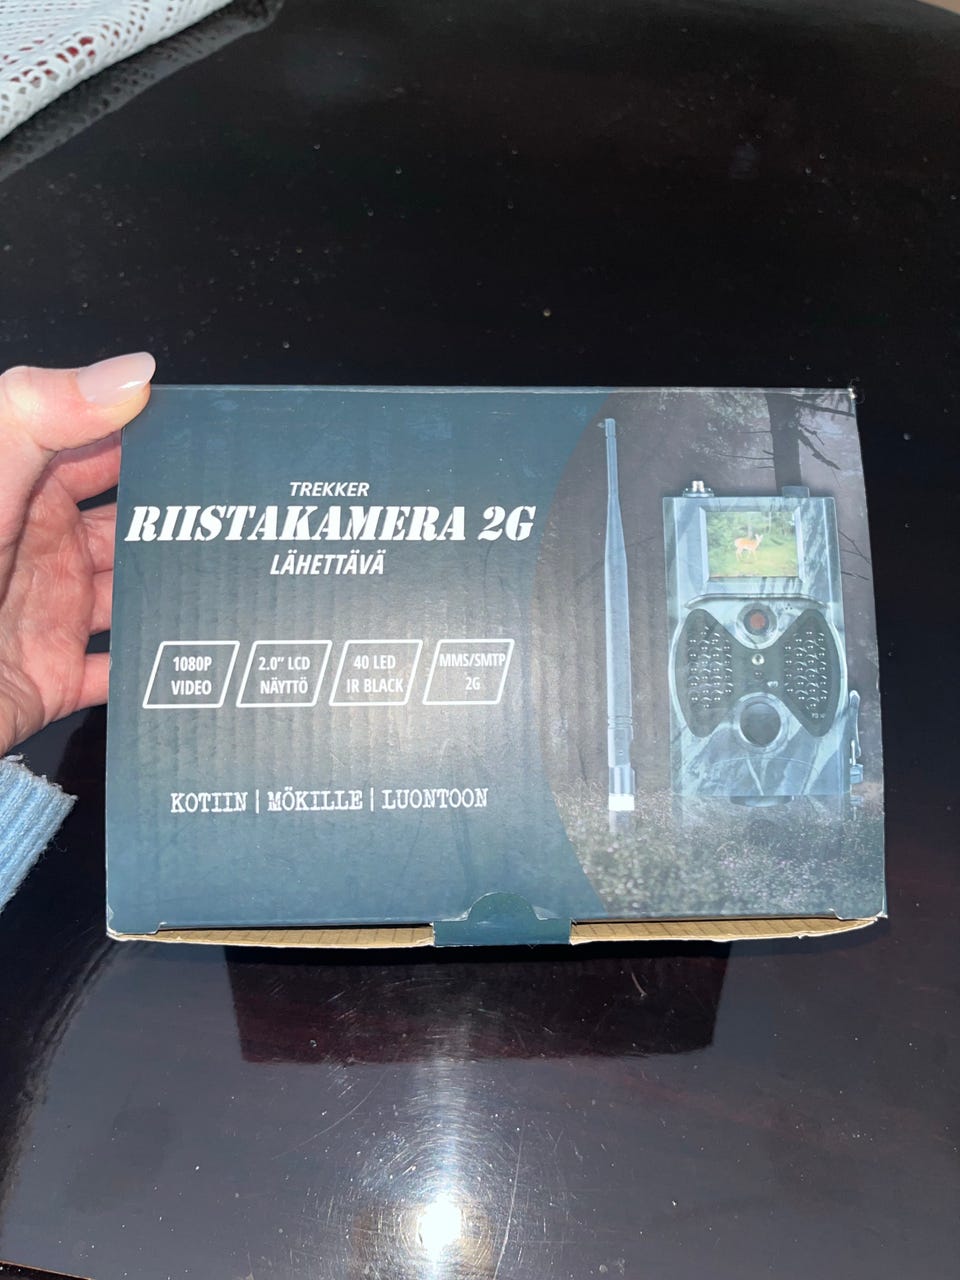 TREKKER
RIISTAKAMERA 2G
LÄHETTÄVÄ
1080P
VIDEO
2.0" LCD
NÄYTTÖ
40 LED
IR BLACK
MMS/SMTP
2G
KOTIIN | MÖKILLE | LUONTOON